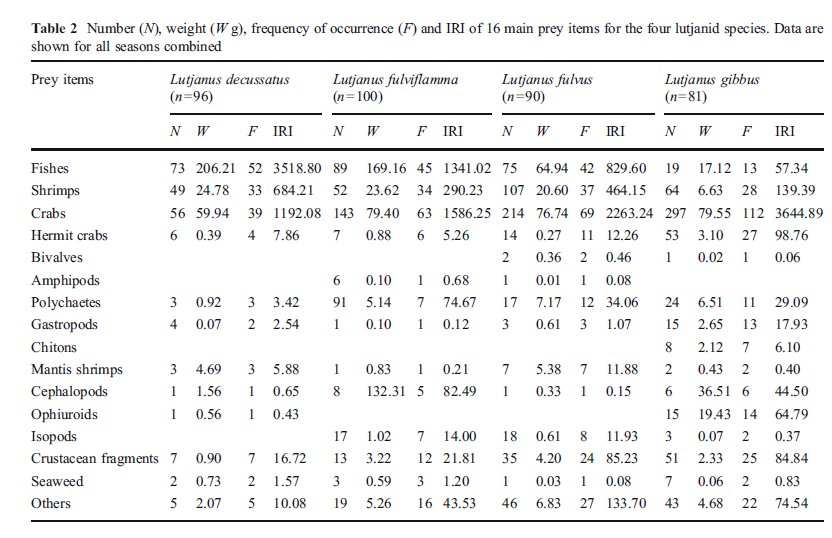 Table 2 Number (N), weight (W g), frequency of occurrence (F) and IRI of 16 main prey items for the four lutjanid species. Data are
shown for all seasons combined
Prey items Lutjanus decussatus Lutjanus fulviflamma Lutjanus fulvus Lutjanus gibbus
(n=96) (n=100) (n=90) (n=81)
N W F IRI N W F IRI N W F IRI N W F IRI
Fishes 73 206.21 52 3518.80 89 169.16 45 1341.02 75 64.94 42 829.60 19 17.12 13 57.34
Shrimps 49 24.78 33 684.21 52 23.62 34 290.23 107 20.60 37 464.15 64 6.63 28 139.39
Crabs 56 59.94 39 1192.08 143 79.40 63 1586.25 214 76.74 69 2263.24 297 79.55 112 3644.89
Hermit crabs 6 0.39 4 7.86 7 0.88 6 5.26 14 0.27 11 12.26 53 3.10 27 98.76
Bivalves 2 0.36 2 0.46 1 0.02 1 0.06
Amphipods 6 0.10 1 0.68 1 0.01 1 0.08
Polychaetes 3 0.92 3 3.42 91 5.14 7 74.67 17 7.17 12 34.06 24 6.51 11 29.09
Gastropods 4 0.07 2 2.54 1 0.10 1 0.12 3 0.61 3 1.07 15 2.65 13 17.93
Chitons 8 2.12 7 6.10
Mantis shrimps 3 4.69 3 5.88 1 0.83 1 0.21 7 5.38 7 11.88 2 0.43 2 0.40
Cephalopods 1 1.56 1 0.65 8 132.31 5 82.49 1 0.33 1 0.15 6 36.51 6 44.50
Ophiuroids 1 0.56 1 0.43 15 19.43 14 64.79
Isopods 17 1.02 7 14.00 18 0.61 8 11.93 3 0.07 2 0.37
Crustacean fragments 7 0.90 7 16.72 13 3.22 12 21.81 35 4.20 24 85.23 51 2.33 25 84.84
Seaweed 2 0.73 2 1.57 3 0.59 3 1.20 1 0.03 1 0.08 7 0.06 2 0.83
Others 5 2.07 5 10.08 19 5.26 16 43.53 46 6.83 27 133.70 43 4.68 22 74.54